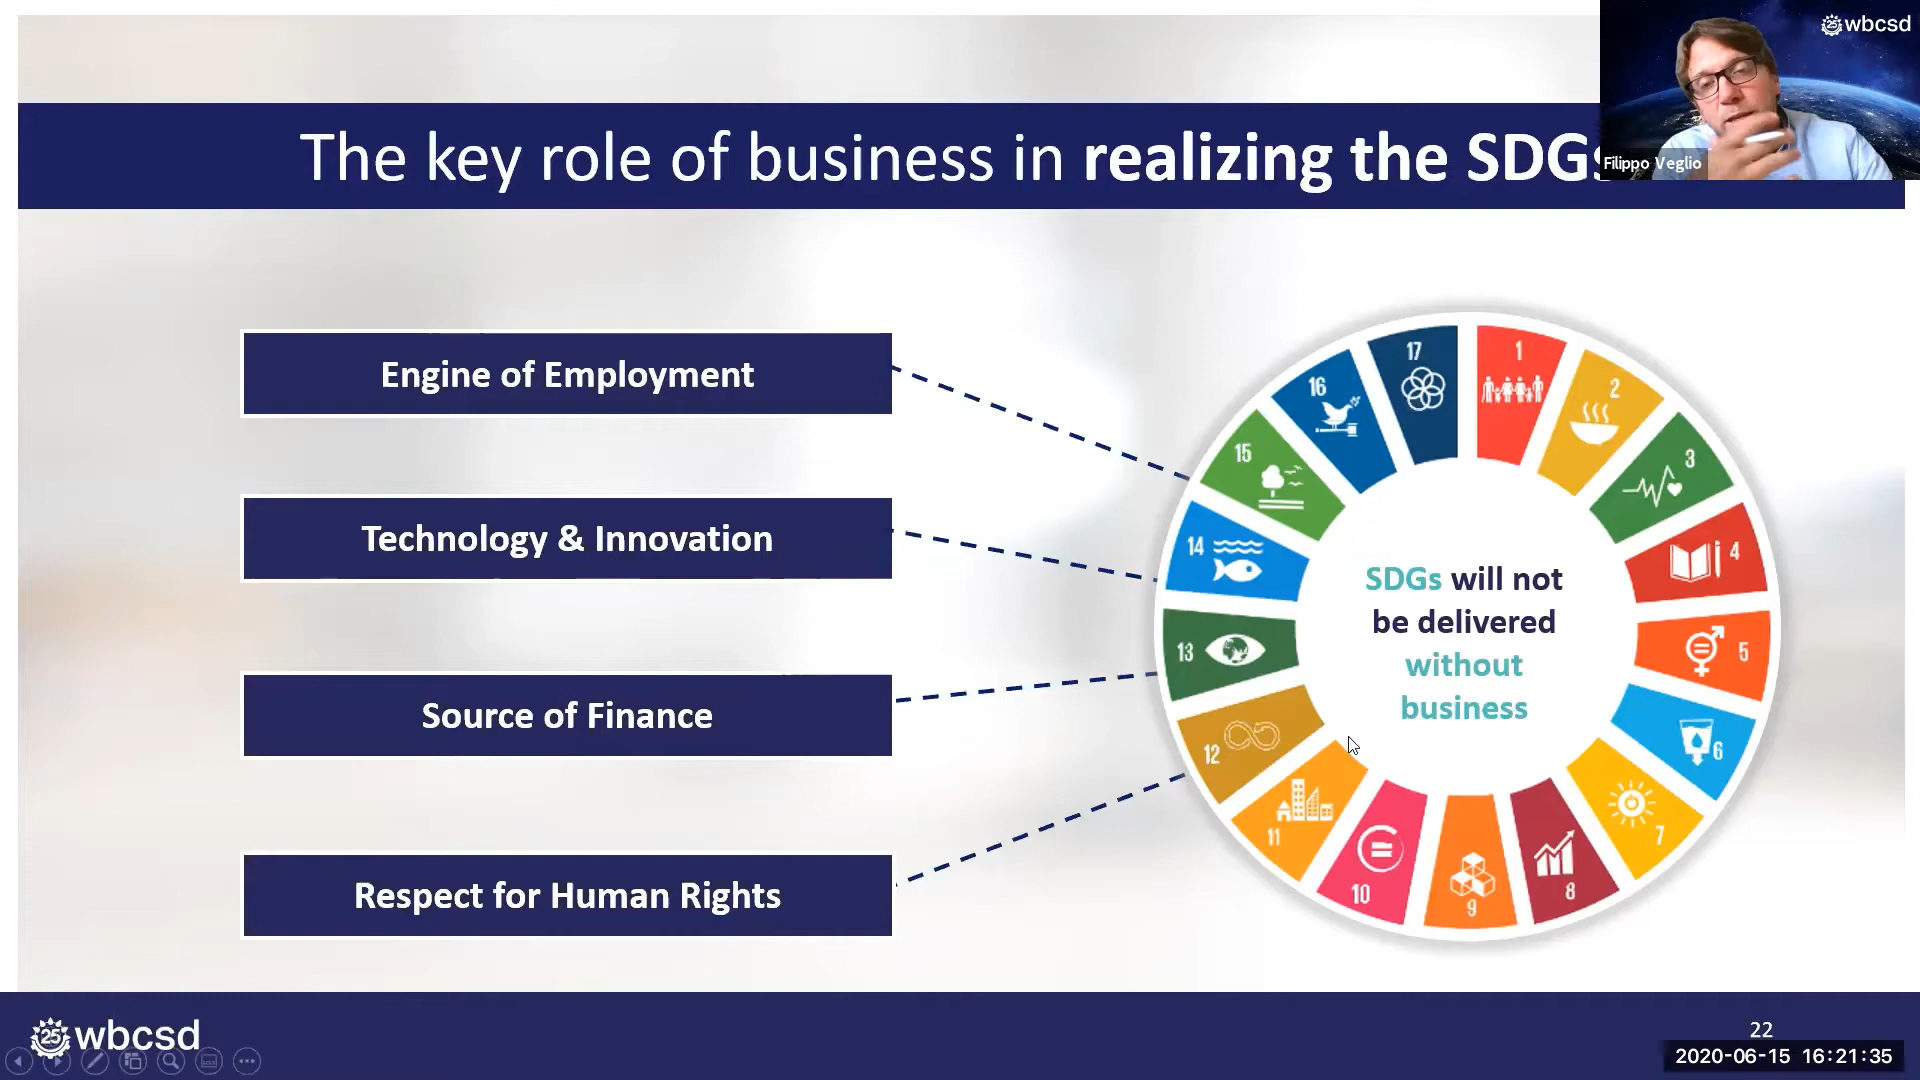 25 wbcsd
The key role of business in realizing the SDGs
Filippo Veglio
Engine of Employment
Technology & Innovation
Source of Finance
Respect for Human Rights
17
1
16
2
15
3
14
4
13
5
12
6
11
7
10
8
9
SDGs will not
be delivered
without
business
25 wbcsd
22
2020-06-15 16:21:35